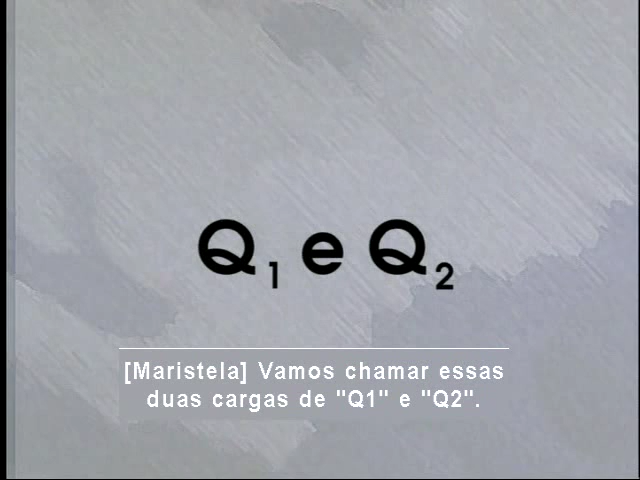 Q₁ e Q₂
[Maristela] Vamos chamar essas
duas cargas de "Q1" e "Q2".